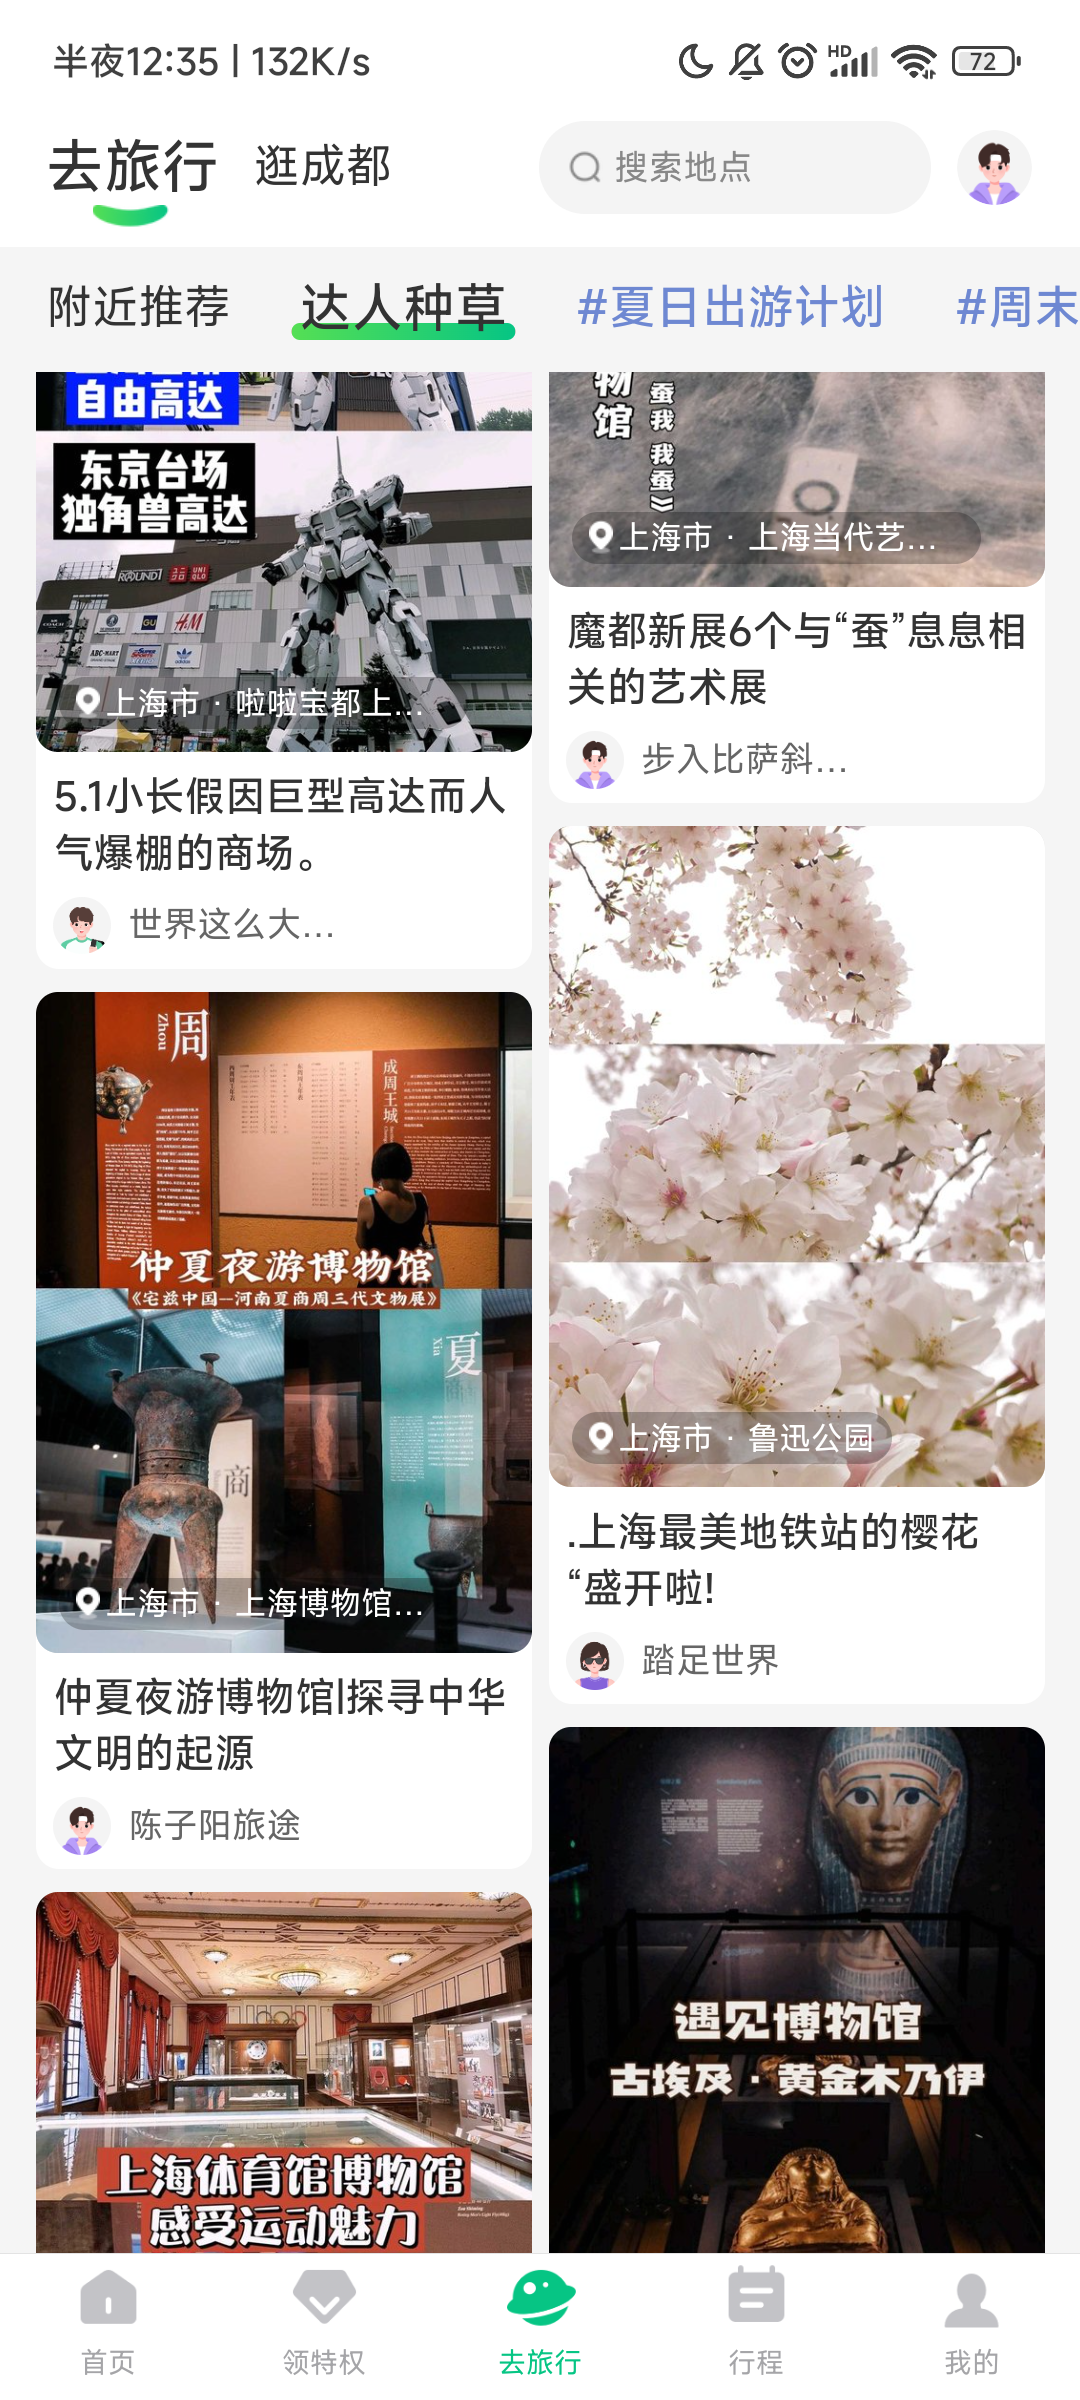 半夜12:35 | 132K/s
HD
72
去旅行
逛成都
搜索地点
附近推荐
达人种草
#夏日出游计划
#周末
自由高达
东京台场
独角兽高达
ROUND1
UNI
QLO
COACH
GU
H&M
ABC-MART
adidas
上海市 · 啦啦宝都上...
5.1小长假因巨型高达而人
气爆棚的商场。
世界这么大...
物馆
蚕我 我蚕》
上海市 · 上海当代艺...
魔都新展6个与“蚕”息息相
关的艺术展
步入比萨斜...
周
Zhou
成周王城
仲夏夜游博物馆
《宅兹中国—河南夏商周三代文物展》
夏
Xia
商
上海市 · 上海博物馆...
仲夏夜游博物馆|探寻中华
文明的起源
陈子阳旅途
上海市 · 鲁迅公园
.上海最美地铁站的樱花
“盛开啦!
踏足世界
上海体育馆博物馆
感受运动魅力
遇见博物馆
古埃及 · 黄金木乃伊
首页
领特权
去旅行
行程
我的